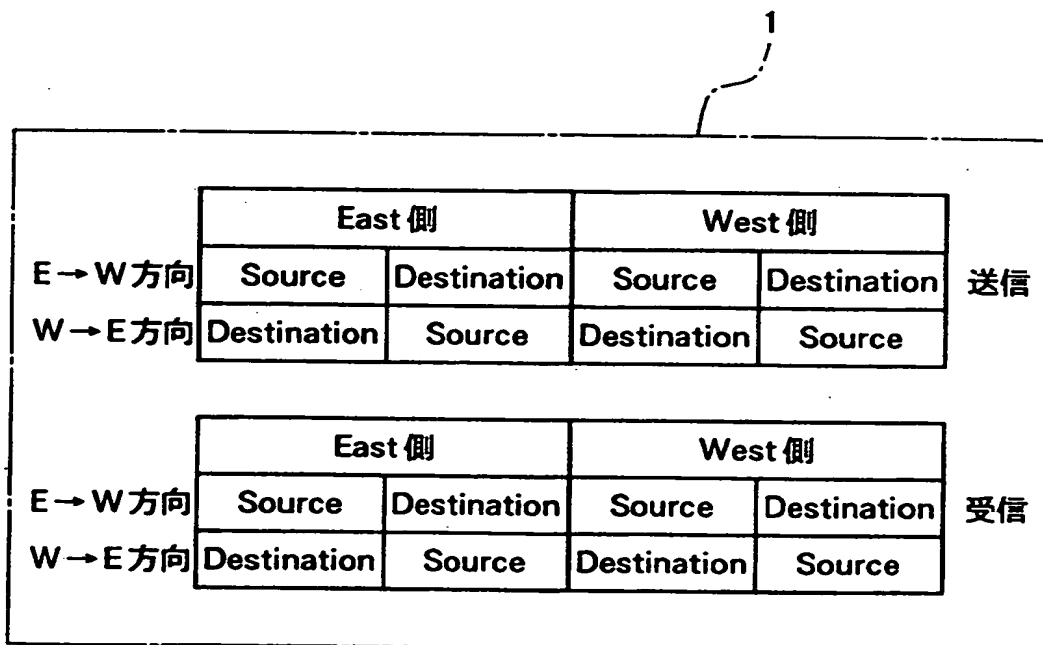 1
East側 West側
E→W方向 Source Destination Source Destination 送信
W→E方向 Destination Source Destination Source
East側 West側
E→W方向 Source Destination Source Destination 受信
W→E方向 Destination Source Destination Source